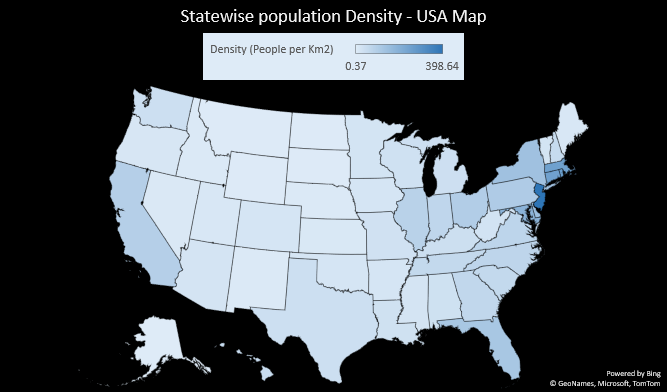 Statewise population Density - USA Map
Density (People per Km2)
0.37 398.64
Powered by Bing
© GeoNames, Microsoft, TomTom